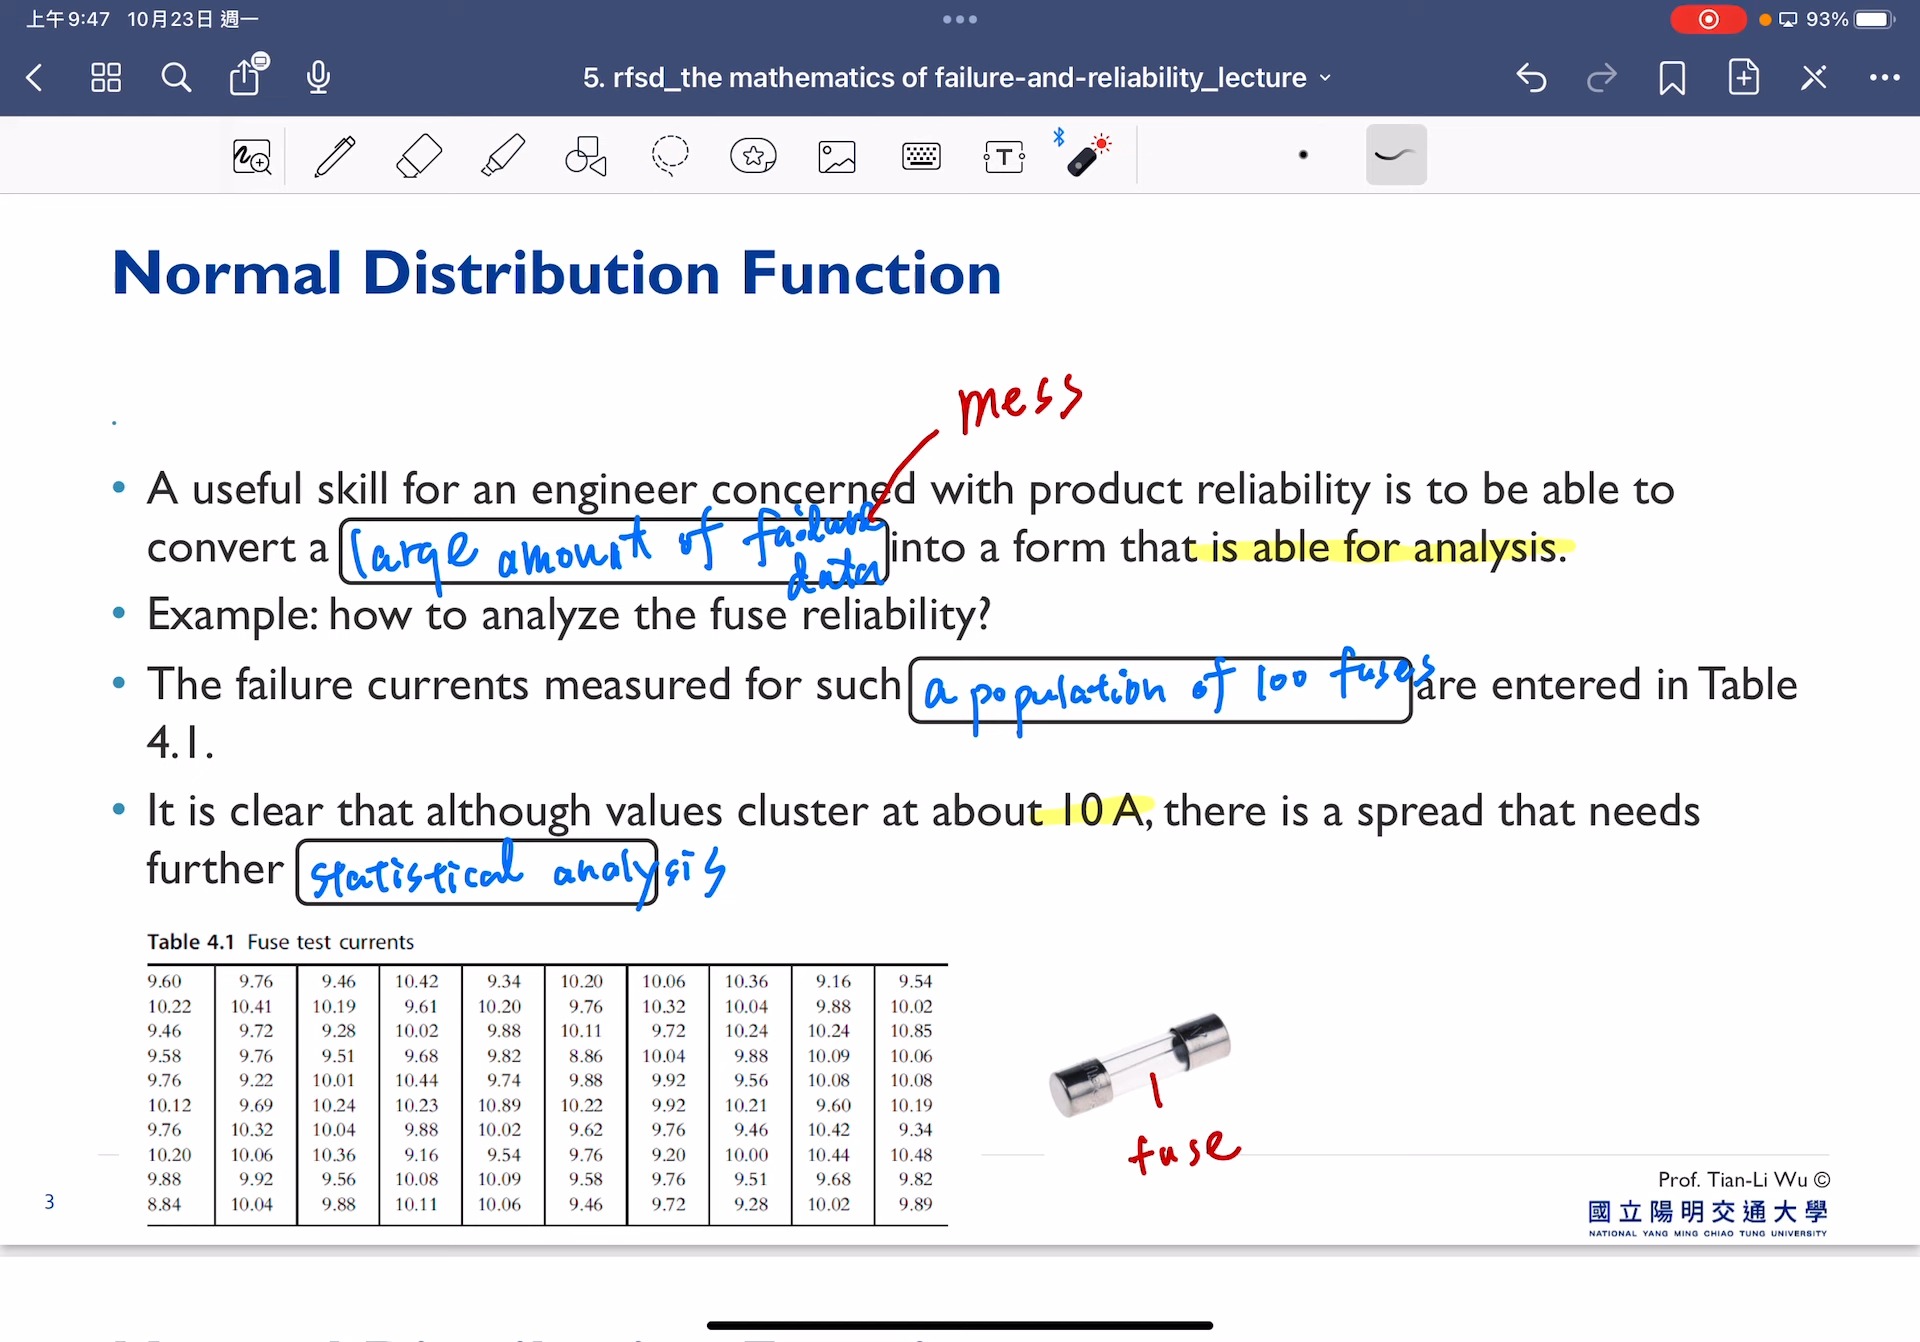 上午9:47 10月23日 週一
93%
5. rfsd_the mathematics of failure-and-reliability_lecture
T
Normal Distribution Function
mess
• A useful skill for an engineer concerned with product reliability is to be able to
convert a large amount of failure data into a form that is able for analysis.
• Example: how to analyze the fuse reliability?
• The failure currents measured for such a population of 100 fuses are entered in Table
4.1.
• It is clear that although values cluster at about 10 A, there is a spread that needs
further statistical analysis
Table 4.1 Fuse test currents
9.60 9.76 9.46 10.42 9.34 10.20 10.06 10.36 9.16 9.54
10.22 10.41 10.19 9.61 10.20 9.76 10.32 10.04 9.88 10.02
9.46 9.72 9.28 10.02 9.88 10.11 9.72 10.24 10.24 10.85
9.58 9.76 9.51 9.68 9.82 8.86 10.04 9.88 10.09 10.06
9.76 9.22 10.01 10.44 9.74 9.88 9.92 9.56 10.08 10.08
10.12 9.69 10.24 10.23 10.89 10.22 9.92 10.21 9.60 10.19
9.76 10.32 10.04 9.88 10.02 9.62 9.76 9.46 10.42 9.34
10.20 10.06 10.36 9.16 9.54 9.76 9.20 10.00 10.44 10.48
9.88 9.92 9.56 10.08 10.09 9.58 9.76 9.51 9.68 9.82
8.84 10.04 9.88 10.11 10.06 9.46 9.72 9.28 10.02 9.89
fuse
3
Prof. Tian-Li Wu ©
國立陽明交通大學
NATIONAL YANG MING CHIAO TUNG UNIVERSITY